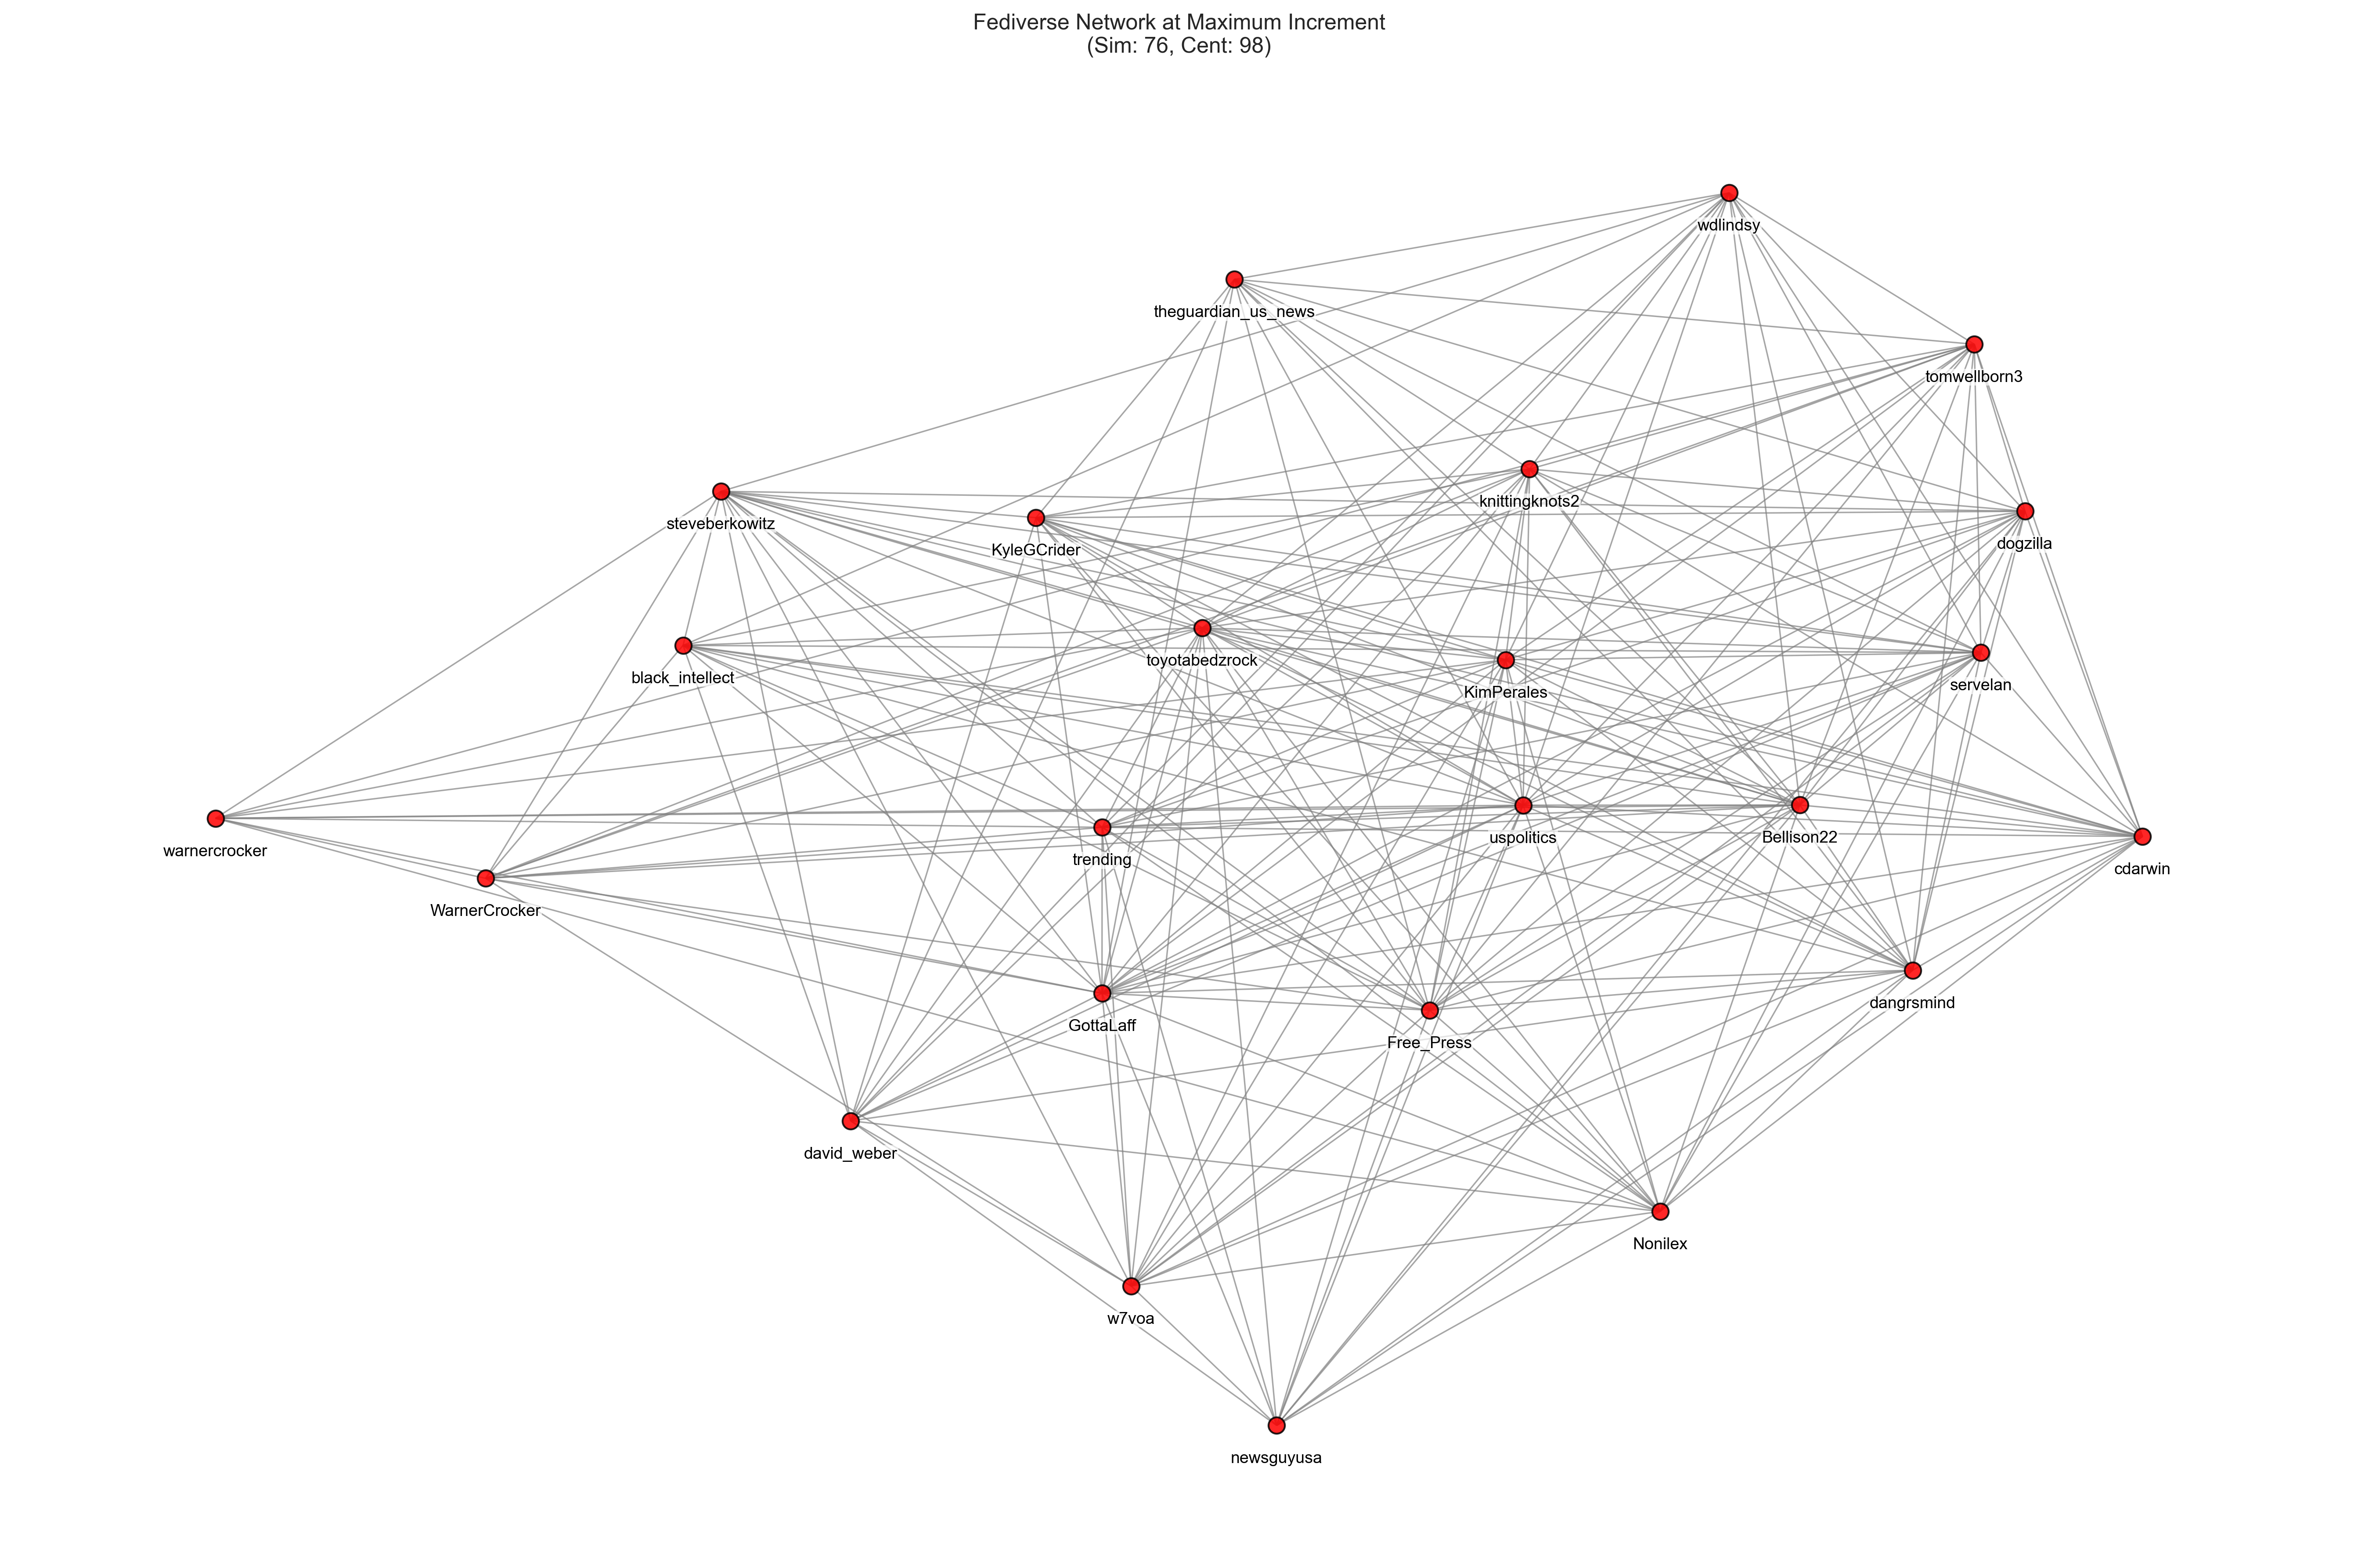 Fediverse Network at Maximum Increment
(Sim: 76, Cent: 98)
wdlindsy
theguardian_us_news
tomwellborn3
knittingknots2
steveberkowitz
dogzilla
KyleGCrider
toyotabedzrock
black_intellect
servelan
KimPerales
uspolitics
Bellison22
warnercrocker
trending
cdarwin
WarnerCrocker
dangrsmind
GottaLaff
Free_Press
david_weber
Nonilex
w7voa
newsguyusa